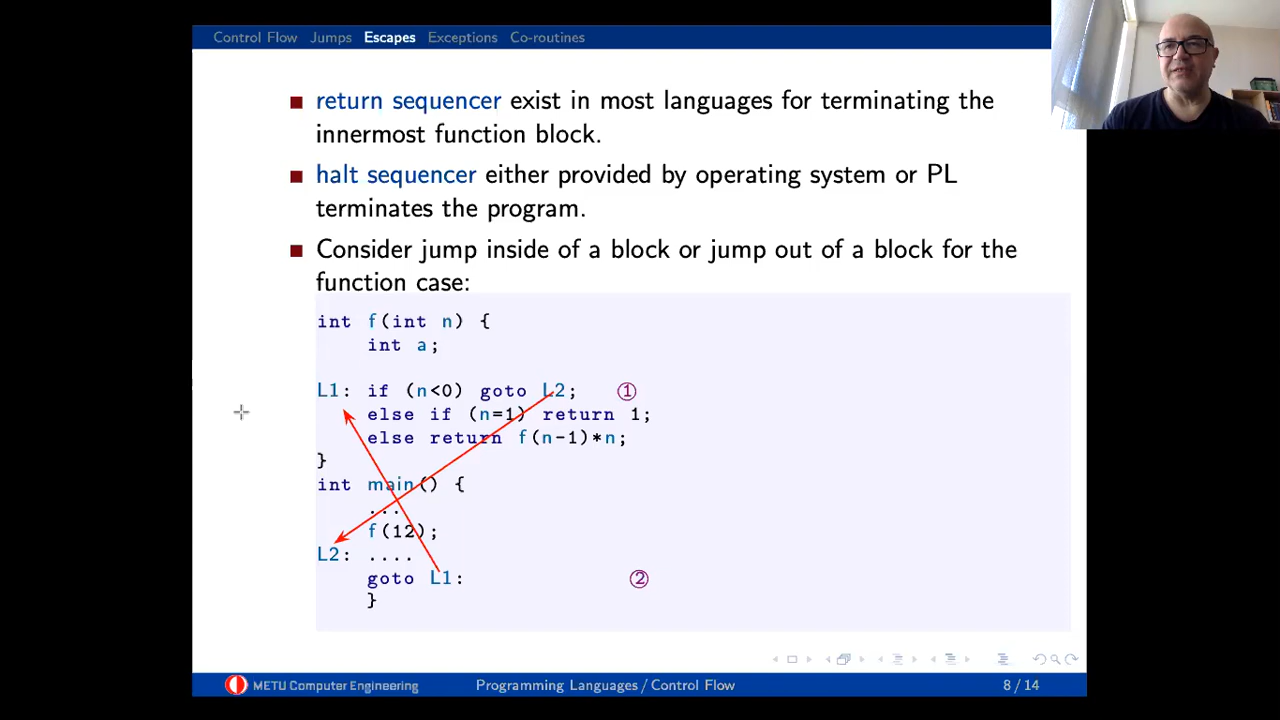 Control Flow Jumps Escapes Exceptions Co-routines
return sequencer exist in most languages for terminating the
innermost function block.
halt sequencer either provided by operating system or PL
terminates the program.
Consider jump inside of a block or jump out of a block for the
function case:
int f(int n) {
int a;
L1: if (n<0) goto L2; ①
else if (n=1) return 1;
else return f(n-1)*n;
}
int main() {
...
f(12);
L2: ....
goto L1: ②
}
METU Computer Engineering Programming Languages/Control Flow 8 / 14